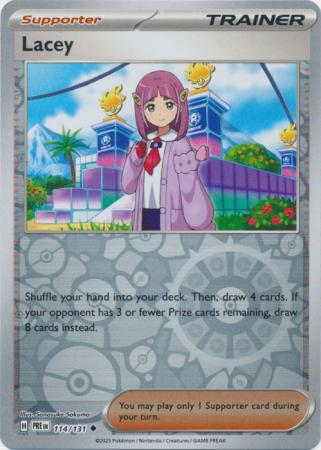 Supporter
TRAINER
Lacey
Shuffle your hand into your deck. Then, draw 4 cards. If
your opponent has 3 or fewer Prize cards remaining, draw
8 cards instead.
Illus. Sanosuke Sakuma
H PRE EN 114/131
You may play only 1 Supporter card during
your turn.
©2025 Pokémon / Nintendo / Creatures / GAME FREAK